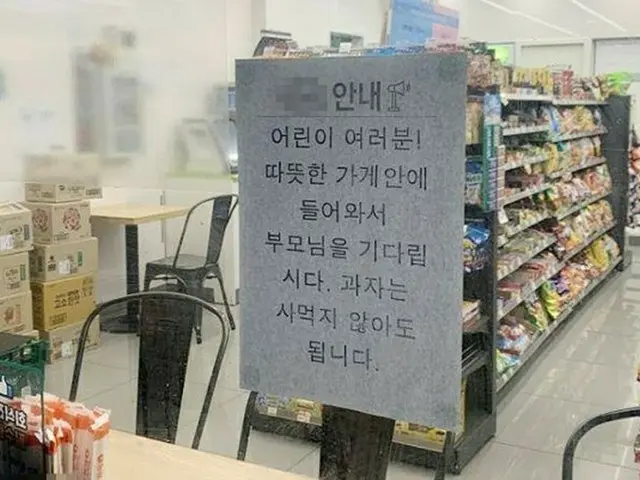 안내
어린이 여러분!
따뜻한 가게안에
들어와서
부모님을 기다립
시다. 과자는
사먹지 않아도
됩니다.